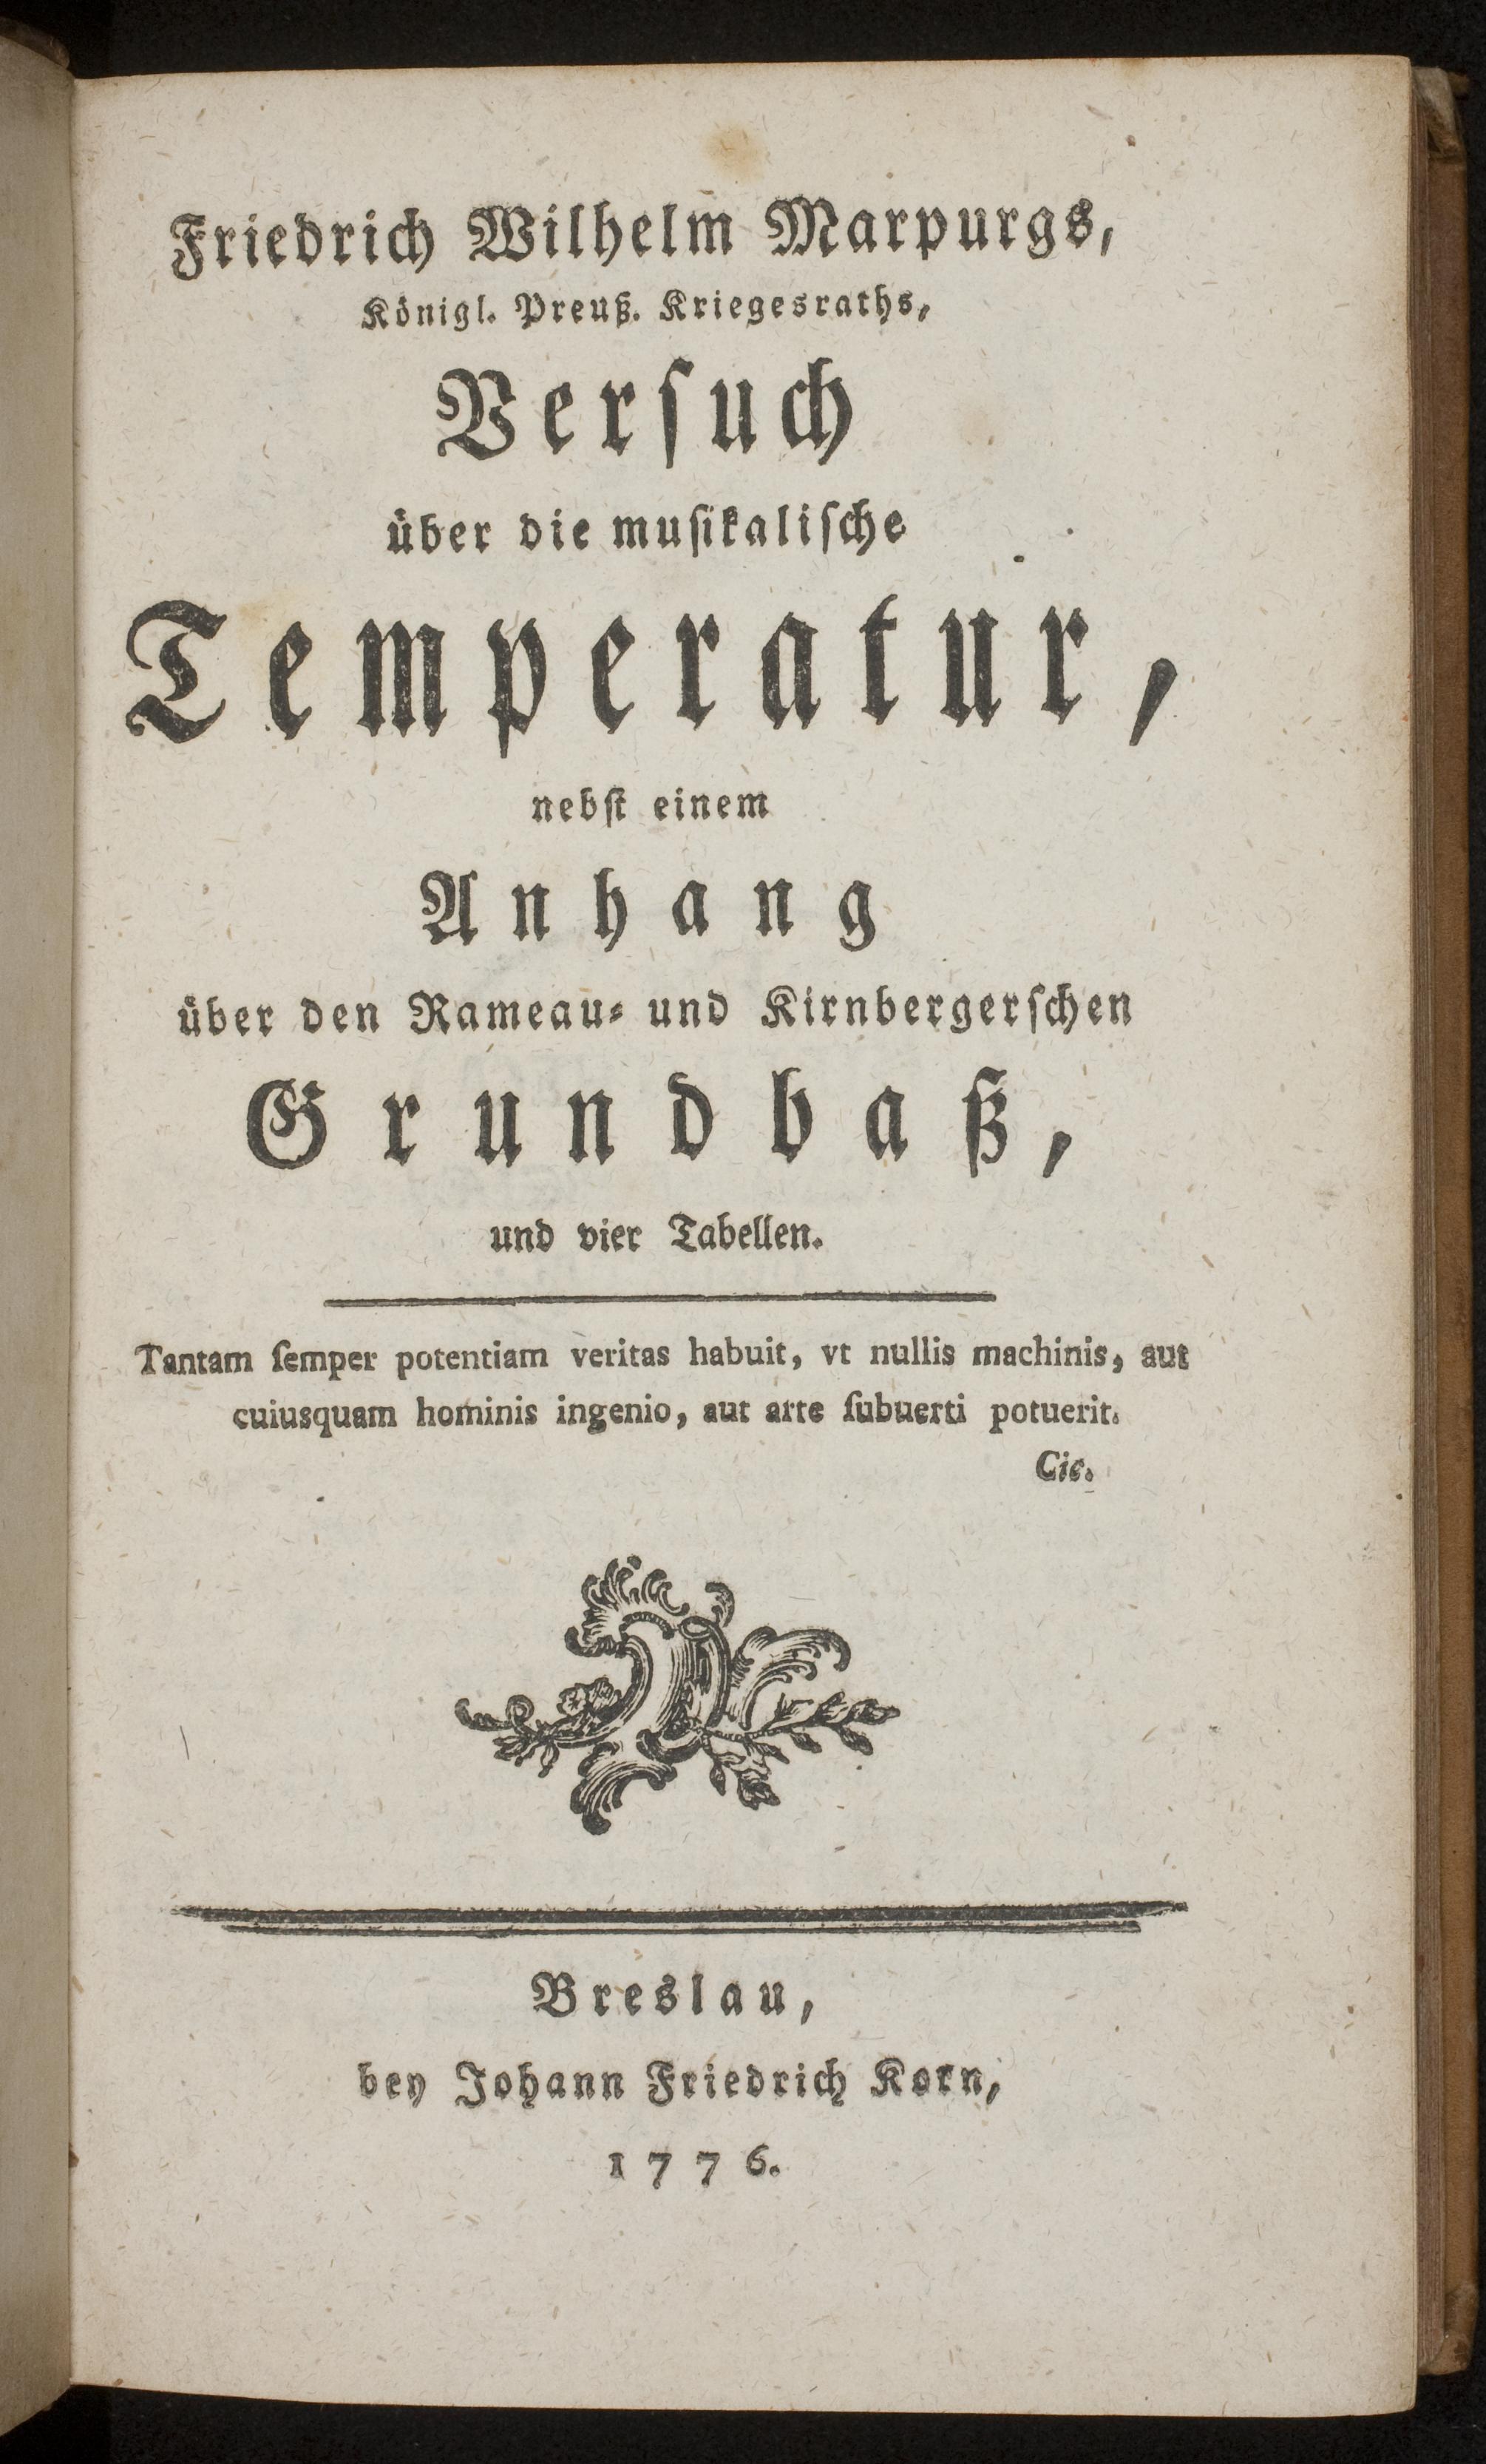 Friedrich Wilhelm Marpurgs,
Königl. Preuß. Kriegesraths,
Verſuch
über die muſikaliſche
Temperatur,
nebſt einem
Anhang
über den Rameau⸗ und Kirnbergerſchen
Grundbaß,
und vier Tabellen.
Tantam ſemper potentiam veritas habuit, vt nullis machinis, aut
cuiusquam hominis ingenio, aut arte ſubuerti potuerit.
Cic.
Breslau,
bey Johann Friedrich Korn,
1776.